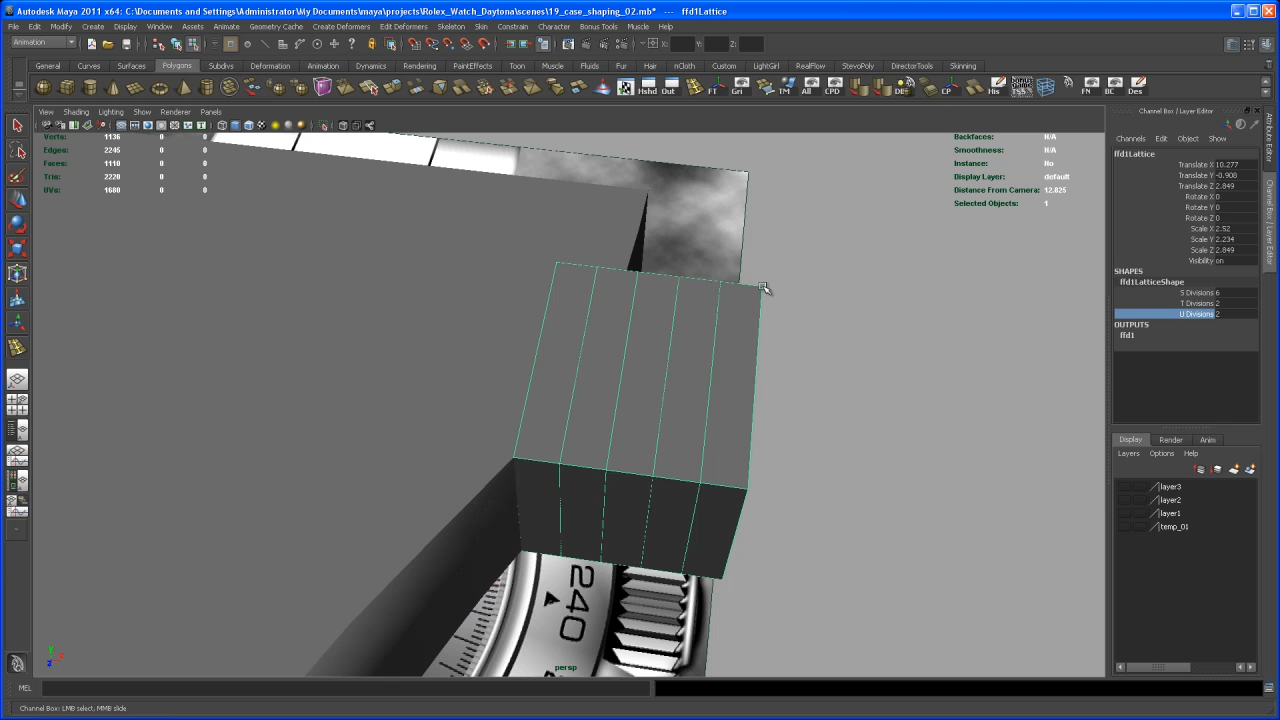 Autodesk Maya 2011 x64: C:\Documents and Settings\Administrator\My Documents\maya\projects\Rolex_Watch_Daytona\scenes\19_case_shaping_02.mb* --- ffd1Lattice
File Edit Modify Create Display Window Assets Animate Geometry Cache Create Deformers Edit Deformers Skeleton Skin Constrain Character Bonus Tools Muscle Help
Animation X: Y: Z:
General Curves Surfaces Polygons Subdivs Deformation Animation Dynamics Rendering PaintEffects Toon Muscle Fluids Fur Hair nCloth Custom LightGirl RealFlow StevoPoly DirectorTools Skinning
Hshd Out FT Gri TM All CPD CP His FN DC Des
View Shading Lighting Show Renderer Panels
Channel Box / Layer Editor
Verts: 1136 0 0
Edges: 2245 0 0
Faces: 1110 0 0
Tris: 2220 0 0
UVs: 1680 0 0
Backfaces: N/A
Smoothness: N/A
Instance: No
Display Layer: default
Distance From Camera: 12.825
Selected Objects: 1
Channels Edit Object Show
ffd1Lattice
Translate X 10.277
Translate Y -0.908
Translate Z 2.849
Rotate X 0
Rotate Y 0
Rotate Z 0
Scale X 2.52
Scale Y 2.234
Scale Z 2.849
Visibility on
SHAPES
ffd1LatticeShape
S Divisions 6
T Divisions 2
U Divisions 2
OUTPUTS
ffd1
Attribute Editor
Channel Box / Layer Editor
Display Render Anim
Layers Options Help
layer3
layer2
layer1
temp_01
240
persp
MEL
Channel Box: LMB select, MMB slide